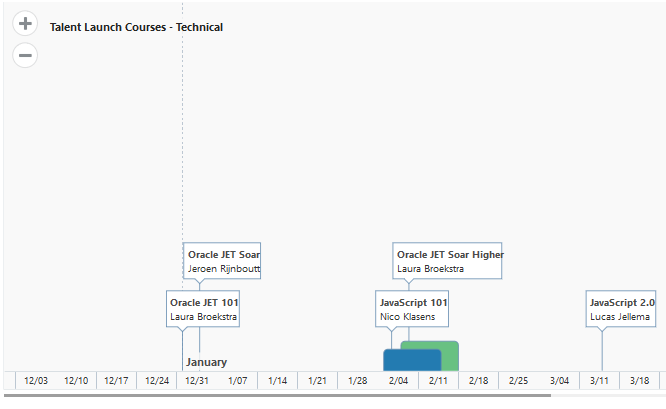 Talent Launch Courses - Technical
Oracle JET Soar
Jeroen Rijnboutt
Oracle JET Soar Higher
Laura Broekstra
Oracle JET 101
Laura Broekstra
JavaScript 101
Nico Klasens
JavaScript 2.0
Lucas Jellema
January
12/03 12/10 12/17 12/24 12/31 1/07 1/14 1/21 1/28 2/04 2/11 2/18 2/25 3/04 3/11 3/18